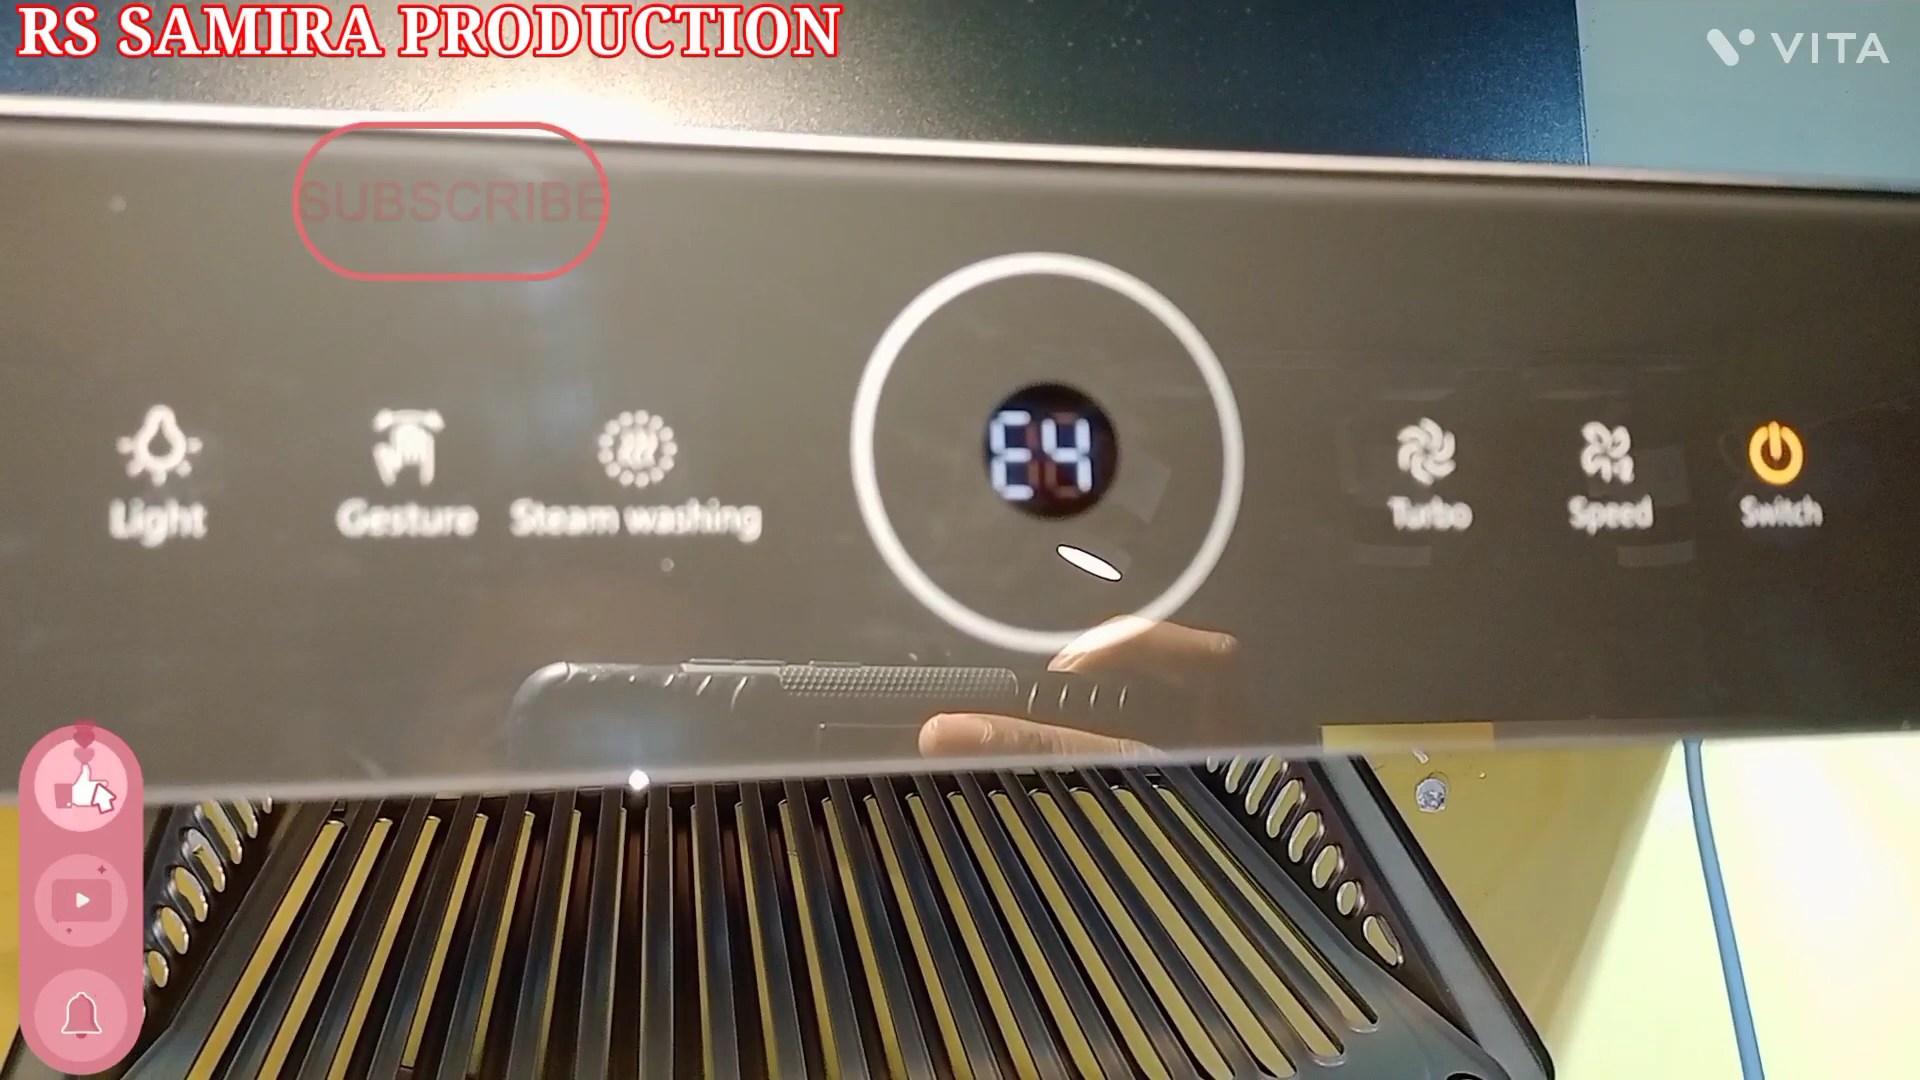 RS SAMIRA PRODUCTION
VITA
SUBSCRIBE
E4
Light
Gesture
Steam washing
Turbo
Speed
Switch